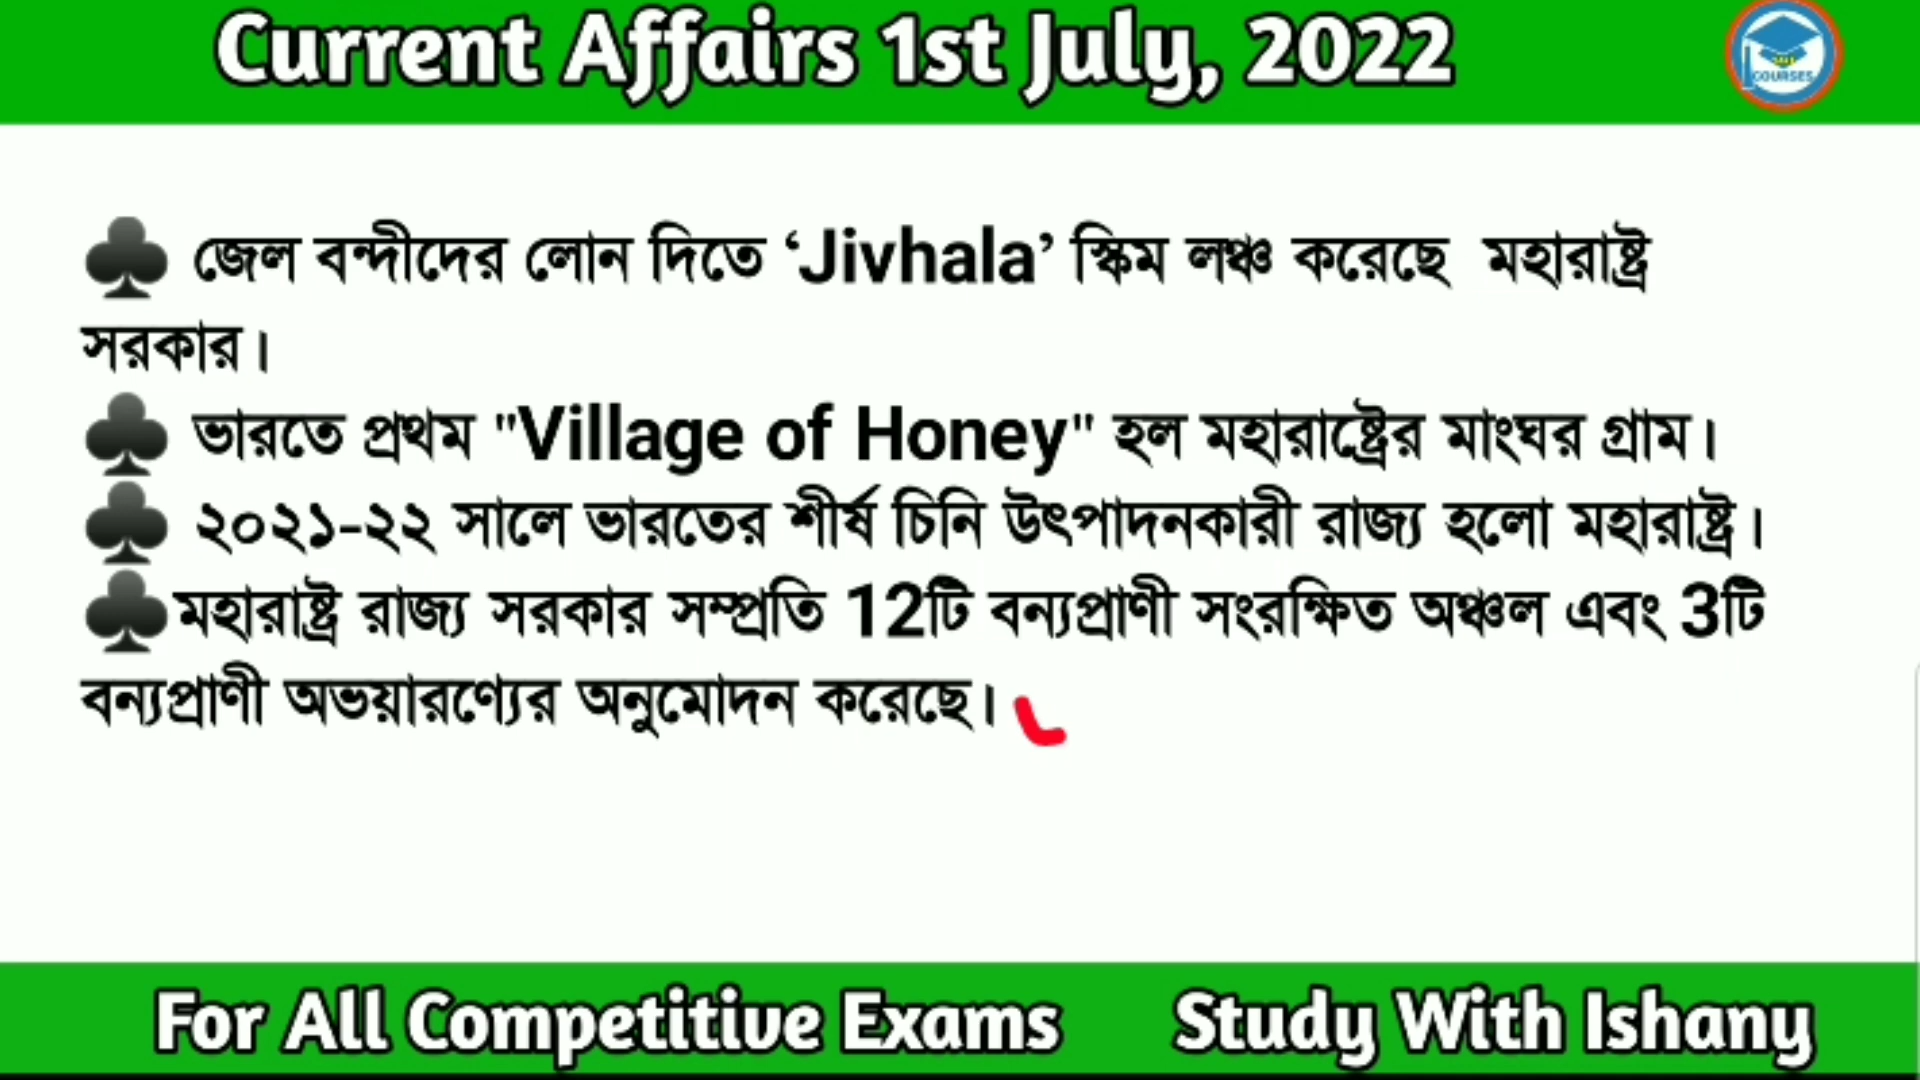 Current Affairs 1st July, 2022
COURSES
♣ জেল বন্দীদের লোন দিতে ‘Jivhala’ স্কিম লঞ্চ করেছে মহারাষ্ট্র
সরকার।
♣ ভারতে প্রথম "Village of Honey" হল মহারাষ্ট্রের মাংঘর গ্রাম।
♣ ২০২১-২২ সালে ভারতের শীর্ষ চিনি উৎপাদনকারী রাজ্য হলো মহারাষ্ট্র।
♣মহারাষ্ট্র রাজ্য সরকার সম্প্রতি 12টি বন্যপ্রাণী সংরক্ষিত অঞ্চল এবং 3টি
বন্যপ্রাণী অভয়ারণ্যের অনুমোদন করেছে।
For All Competitive Exams Study With Ishany